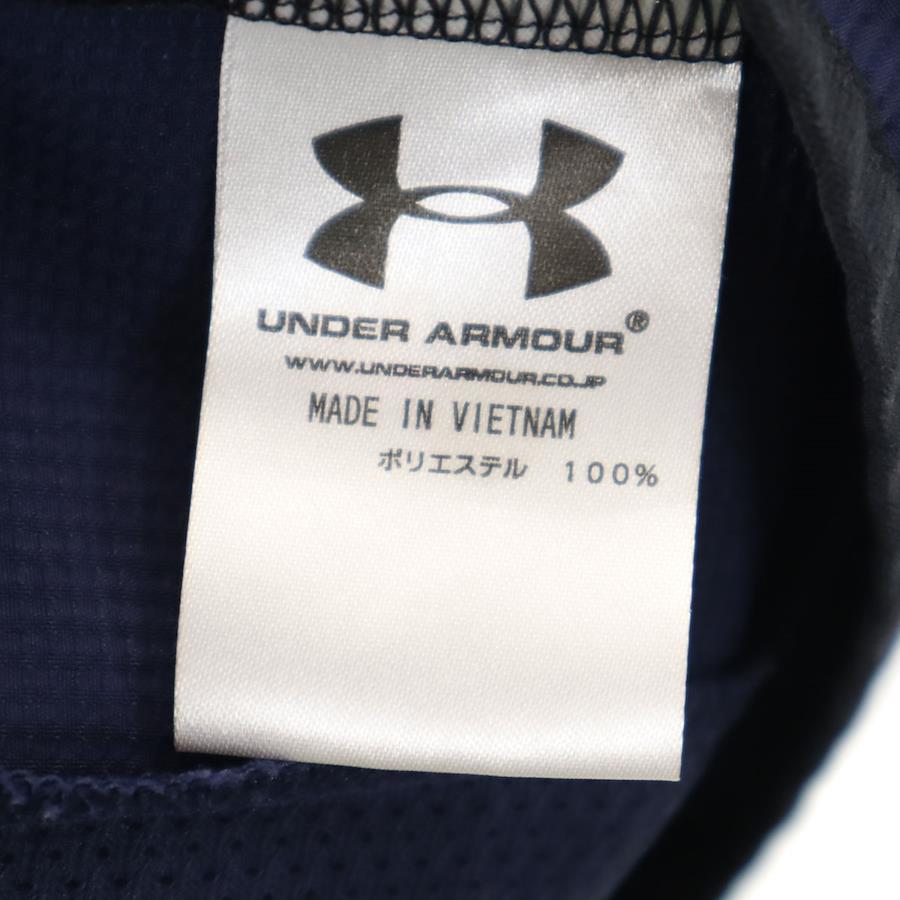 UNDER ARMOUR®
WWW.UNDERARMOUR.CO.JP
MADE IN VIETNAM
ポリエステル 100%